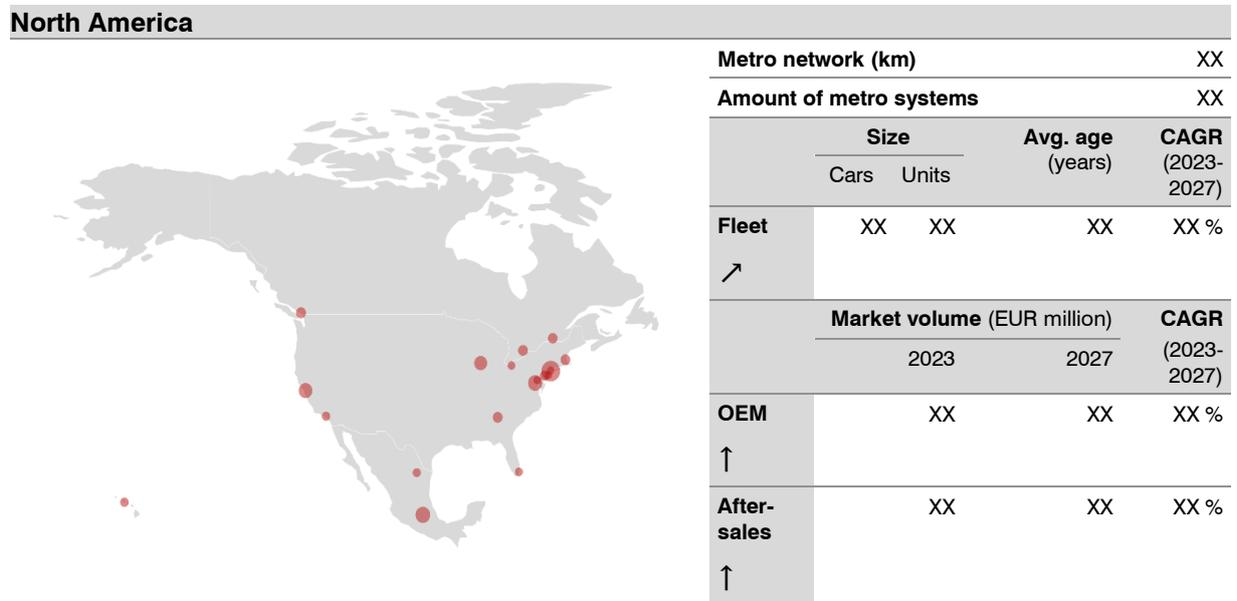 North America
Metro network (km) XX
Amount of metro systems XX
Size Avg. age CAGR
Cars Units (years) (2023-
2027)
Fleet XX XX XX XX %
↗
Market volume (EUR million) CAGR
2023 2027 (2023-
2027)
OEM XX XX XX %
↑
After- XX XX XX %
sales
↑